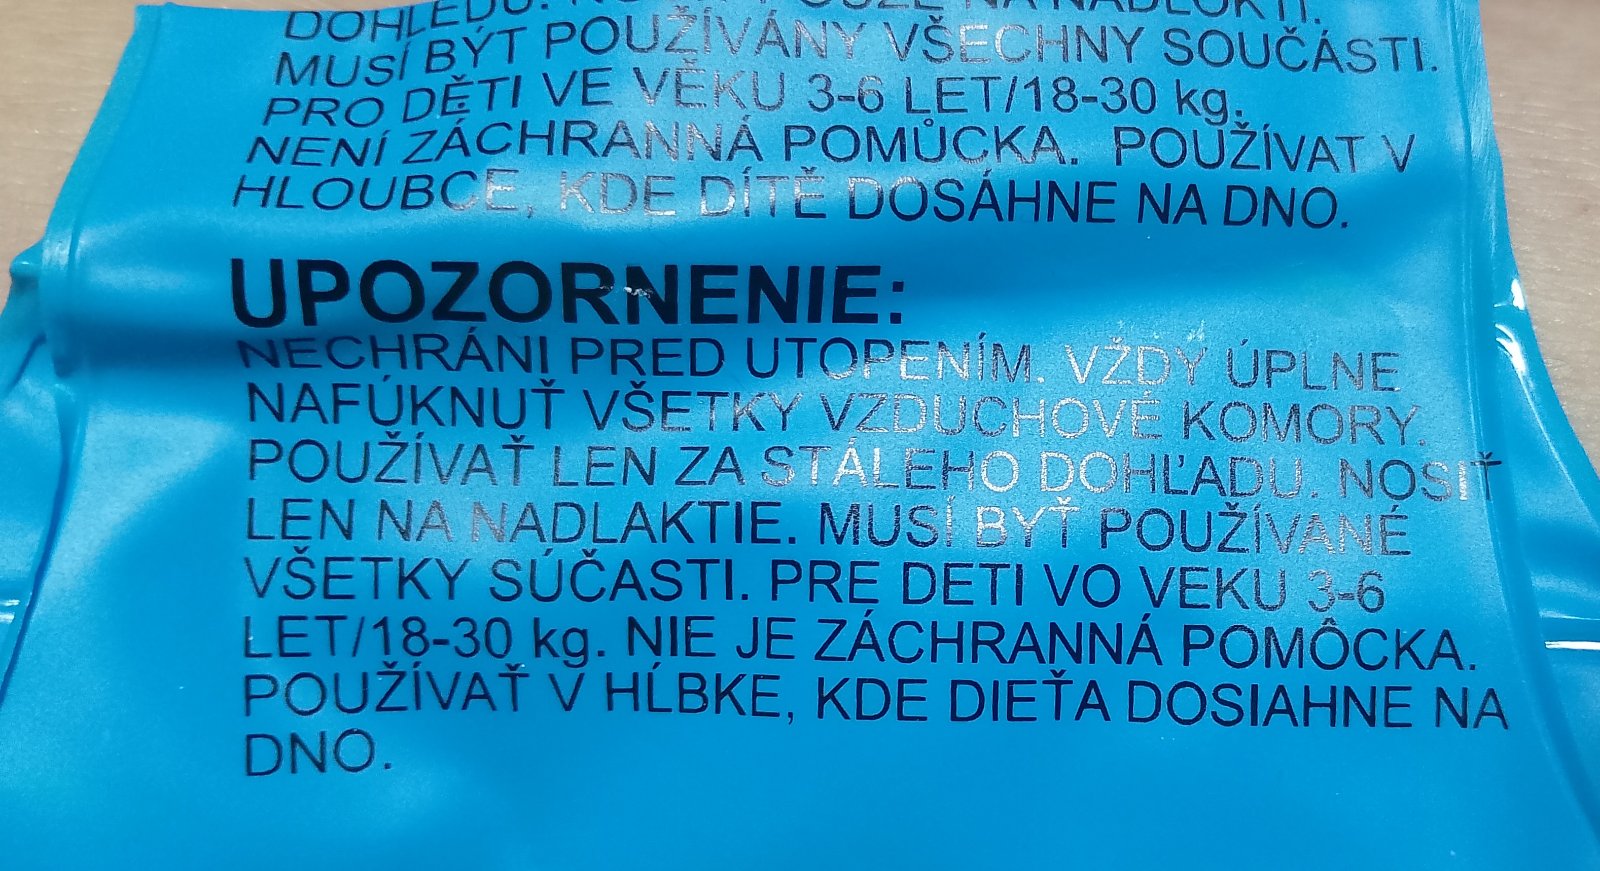 DOHLEDU.
MUSÍ BÝT POUŽÍVÁNY VŠECHNY SOUČÁSTI.
PRO DĚTI VE VĚKU 3-6 LET/18-30 kg.
NENÍ ZÁCHRANNÁ POMŮCKA. POUŽÍVAT V
HLOUBCE, KDE DÍTĚ DOSÁHNE NA DNO.
UPOZORNENIE:
NECHRÁNI PRED UTOPENÍM. VŽDY ÚPLNE
NAFÚKNUŤ VŠETKY VZDUCHOVÉ KOMORY.
POUŽÍVAŤ LEN ZA STÁLEHO DOHĽADU. NOSIŤ
LEN NA NADLAKTIE. MUSÍ BYŤ POUŽÍVANÉ
VŠETKY SÚČASTI. PRE DETI VO VEKU 3-6
LET/18-30 kg. NIE JE ZÁCHRANNÁ POMÔCKA.
POUŽÍVAŤ V HĹBKE, KDE DIEŤA DOSIAHNE NA
DNO.